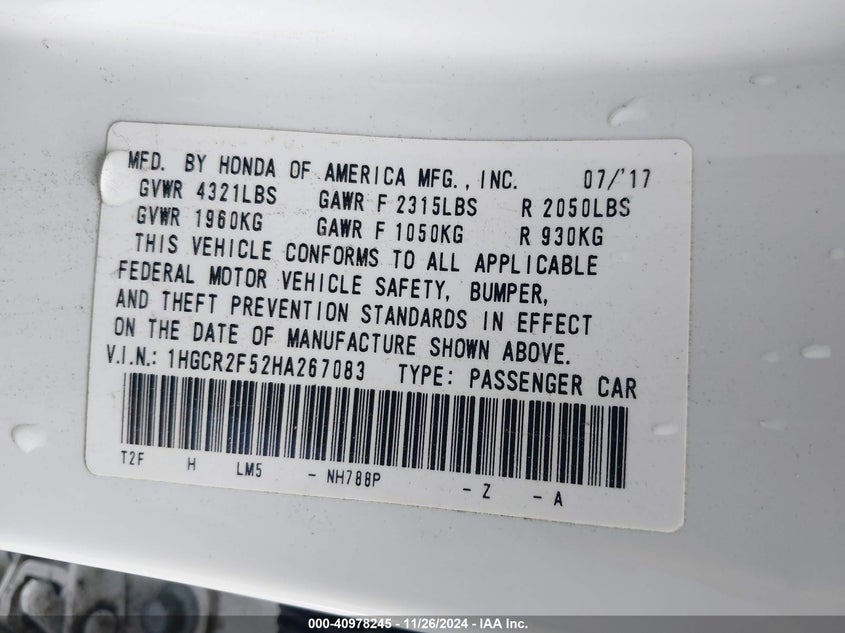 MFD. BY HONDA OF AMERICA MFG., INC. 07/'17
GVWR 4321LBS GAWR F 2315LBS R 2050LBS
GVWR 1960KG GAWR F 1050KG R 930KG
THIS VEHICLE CONFORMS TO ALL APPLICABLE
FEDERAL MOTOR VEHICLE SAFETY, BUMPER,
AND THEFT PREVENTION STANDARDS IN EFFECT
ON THE DATE OF MANUFACTURE SHOWN ABOVE.
V.I.N.: 1HGCR2F52HA267083 TYPE: PASSENGER CAR
T2F H LM5 - NH788P - Z - A
000-40978245 - 11/26/2024 - IAA Inc.